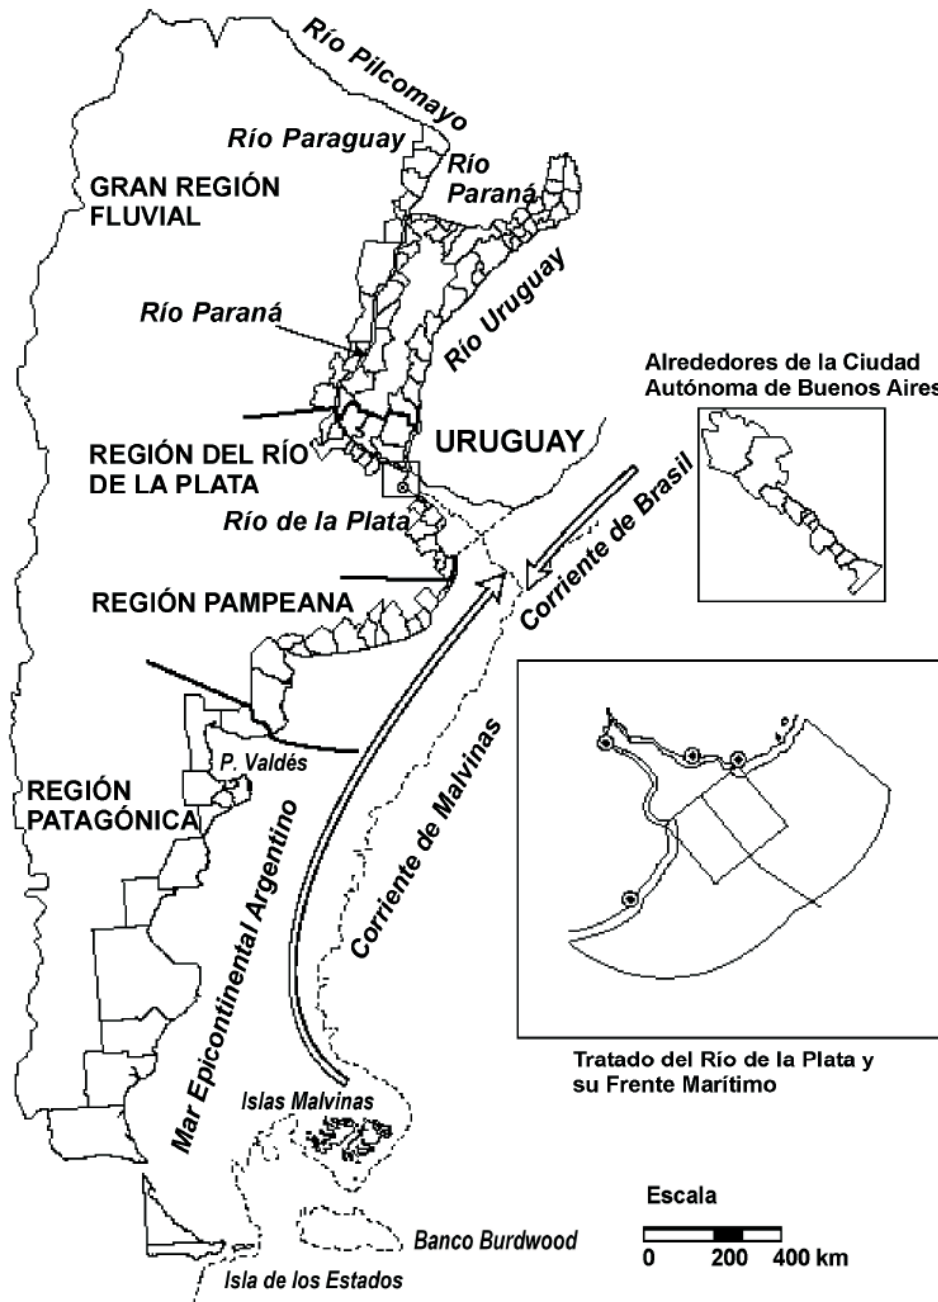 Río Pilcomayo
Río Paraguay
Río
Paraná
GRAN REGIÓN
FLUVIAL
Río Paraná
Río Uruguay
Alrededores de la Ciudad
Autónoma de Buenos Aires
REGIÓN DEL RÍO
DE LA PLATA
URUGUAY
Río de la Plata
Corriente de Brasil
REGIÓN PAMPEANA
P. Valdés
REGIÓN
PATAGÓNICA
Mar Epicontinental Argentino
Corriente de Malvinas
Tratado del Río de la Plata y
su Frente Marítimo
Islas Malvinas
Escala
0 200 400 km
Banco Burdwood
Isla de los Estados